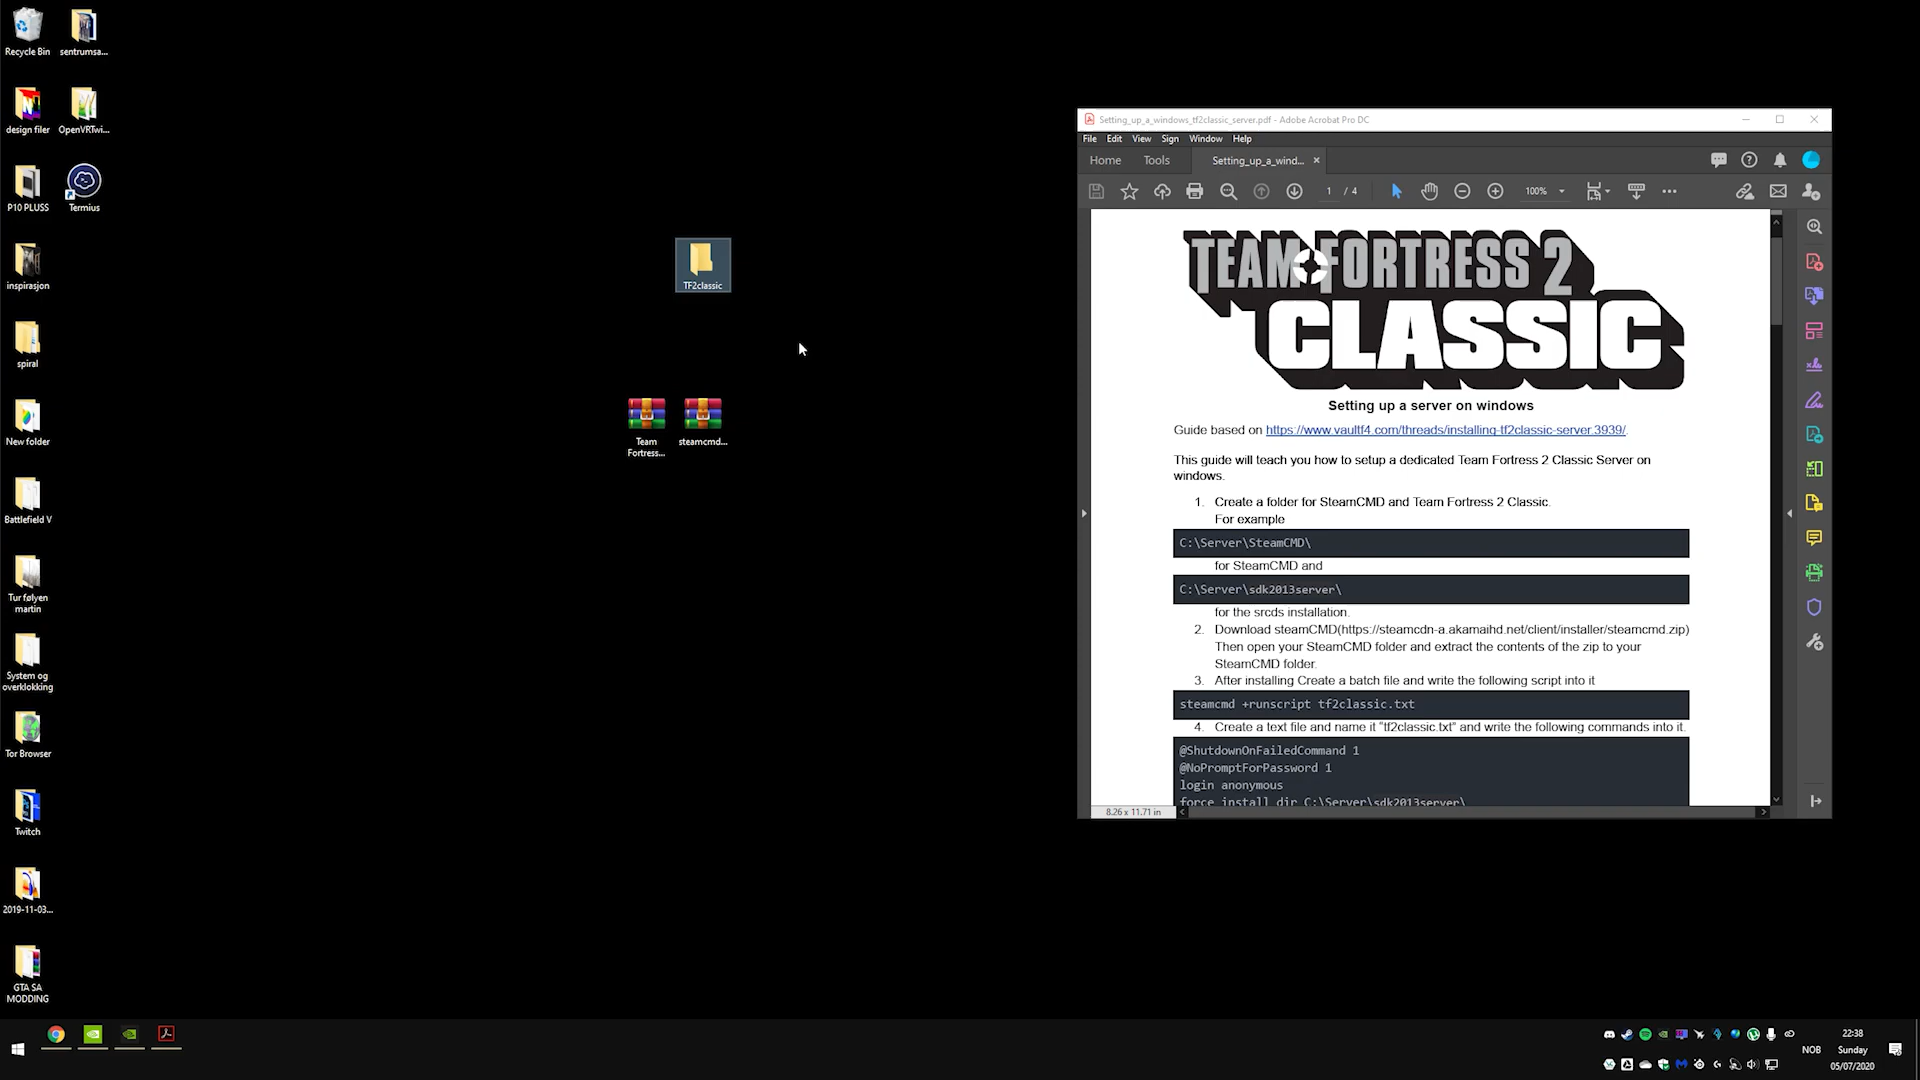 Recycle Bin
sentrumsa...
design filer
OpenVRTwi...
P10 PLUSS
Termius
inspirasjon
spiral
New folder
Battlefield V
Tur følyen
martin
System og
overklokking
Tor Browser
Twitch
2019-11-03...
GTA SA
MODDING
TF2classic
Team
Fortress...
steamcmd...
Setting_up_a_windows_tf2classic_server.pdf - Adobe Acrobat Pro DC
File Edit View Sign Window Help
Home Tools Setting_up_a_wind... ×
1 / 4 100%
TEAM FORTRESS 2
CLASSIC
Setting up a server on windows
Guide based on https://www.vaultf4.com/threads/installing-tf2classic-server.3939/.
This guide will teach you how to setup a dedicated Team Fortress 2 Classic Server on
windows.
1. Create a folder for SteamCMD and Team Fortress 2 Classic.
For example
C:\Server\SteamCMD\
for SteamCMD and
C:\Server\sdk2013server\
for the srcds installation.
2. Download steamCMD(https://steamcdn-a.akamaihd.net/client/installer/steamcmd.zip)
Then open your SteamCMD folder and extract the contents of the zip to your
SteamCMD folder.
3. After installing Create a batch file and write the following script into it
steamcmd +runscript tf2classic.txt
4. Create a text file and name it "tf2classic.txt" and write the following commands into it.
@ShutdownOnFailedCommand 1
@NoPromptForPassword 1
login anonymous
force_install_dir C:\Server\sdk2013server\
8.26 x 11.71 in
22:38
NOB
Sunday
05/07/2020